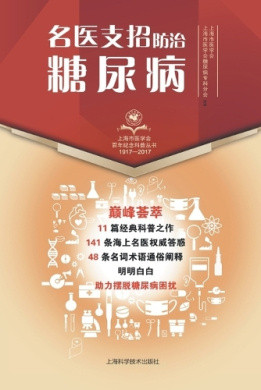 名医支招防治
糖尿病
上海市医学会
上海市医学会糖尿病专科分会
上海市医学会
百年纪念科普丛书
1917—2017
巅峰荟萃
11 篇经典科普之作
141 条海上名医权威答惑
48 条名词术语通俗阐释
明明白白
助力摆脱糖尿病困扰
上海科学技术出版社